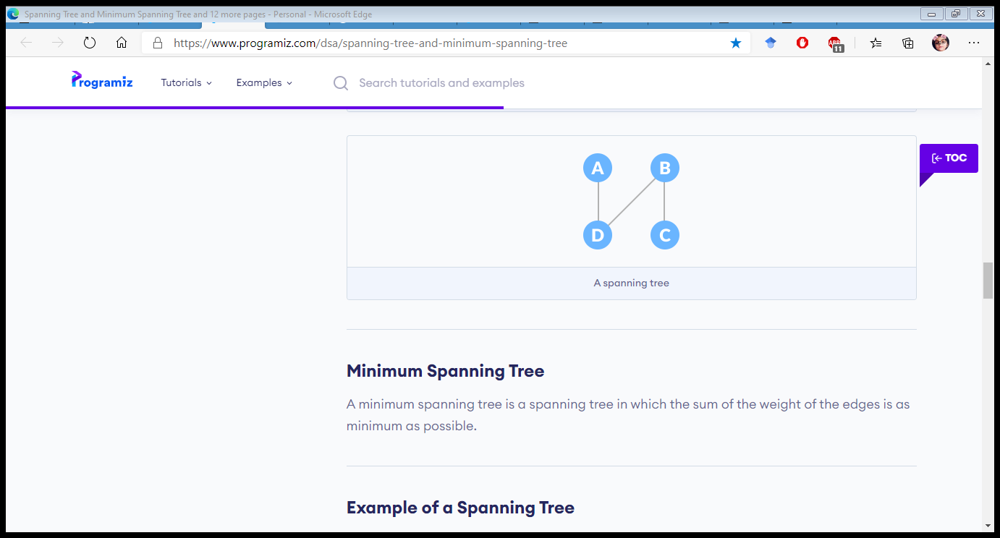 Spanning Tree and Minimum Spanning Tree and 12 more pages - Personal - Microsoft Edge
https://www.programiz.com/dsa/spanning-tree-and-minimum-spanning-tree
ABP
11
Programiz
Tutorials
Examples
Search tutorials and examples
TOC
A
B
D
C
A spanning tree
Minimum Spanning Tree
A minimum spanning tree is a spanning tree in which the sum of the weight of the edges is as
minimum as possible.
Example of a Spanning Tree